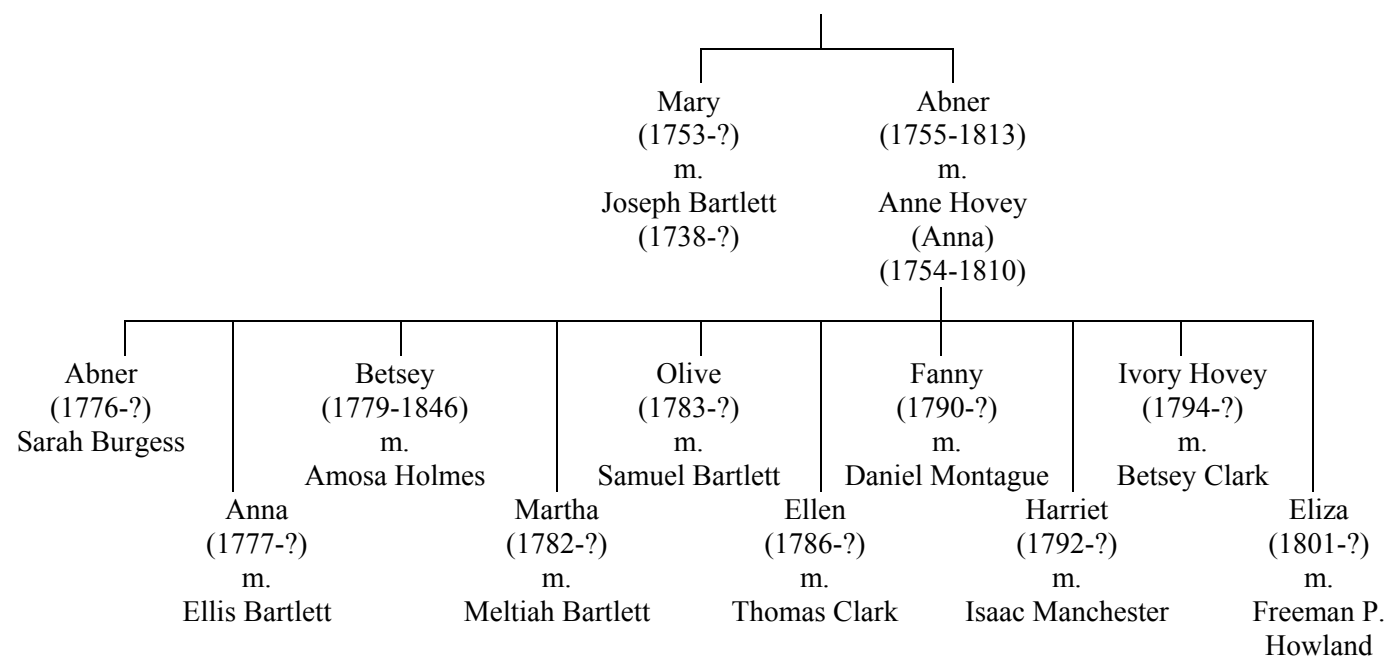 Mary
(1753-?)
m.
Joseph Bartlett
(1738-?)
Abner
(1755-1813)
m.
Anne Hovey
(Anna)
(1754-1810)
Abner
(1776-?)
Sarah Burgess
Anna
(1777-?)
m.
Ellis Bartlett
Betsey
(1779-1846)
m.
Amosa Holmes
Martha
(1782-?)
m.
Meltiah Bartlett
Olive
(1783-?)
m.
Samuel Bartlett
Ellen
(1786-?)
m.
Thomas Clark
Fanny
(1790-?)
m.
Daniel Montague
Harriet
(1792-?)
m.
Isaac Manchester
Ivory Hovey
(1794-?)
m.
Betsey Clark
Eliza
(1801-?)
m.
Freeman P.
Howland